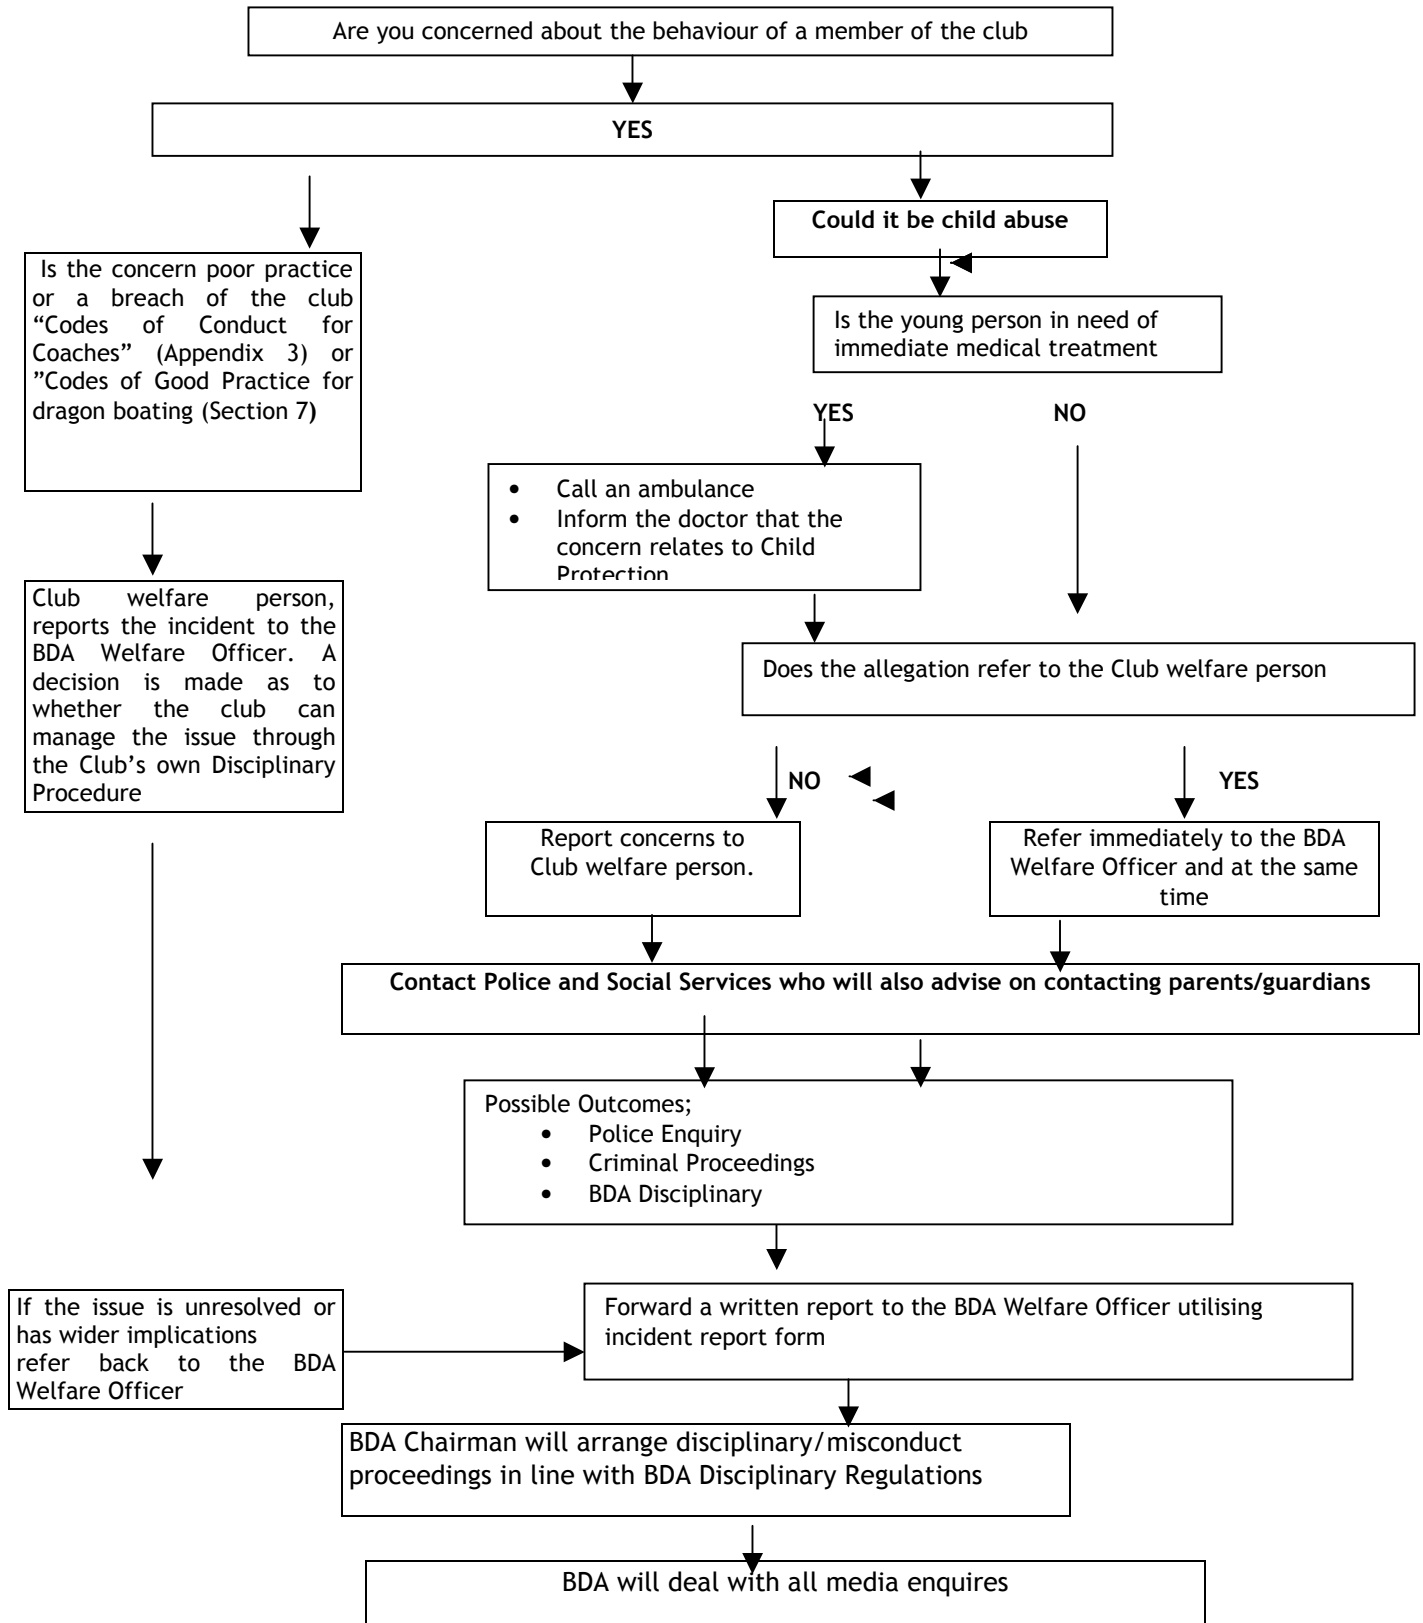 Are you concerned about the behaviour of a member of the club
YES
Could it be child abuse
Is the concern poor practice
or a breach of the club
“Codes of Conduct for
Coaches” (Appendix 3) or
”Codes of Good Practice for
dragon boating (Section 7)
Is the young person in need of
immediate medical treatment
YES
NO
• Call an ambulance
• Inform the doctor that the
concern relates to Child
Protection
Club welfare person,
reports the incident to the
BDA Welfare Officer. A
decision is made as to
whether the club can
manage the issue through
the Club’s own Disciplinary
Procedure
Does the allegation refer to the Club welfare person
NO
YES
Report concerns to
Club welfare person.
Refer immediately to the BDA
Welfare Officer and at the same
time
Contact Police and Social Services who will also advise on contacting parents/guardians
Possible Outcomes;
• Police Enquiry
• Criminal Proceedings
• BDA Disciplinary
If the issue is unresolved or
has wider implications
refer back to the BDA
Welfare Officer
Forward a written report to the BDA Welfare Officer utilising
incident report form
BDA Chairman will arrange disciplinary/misconduct
proceedings in line with BDA Disciplinary Regulations
BDA will deal with all media enquires